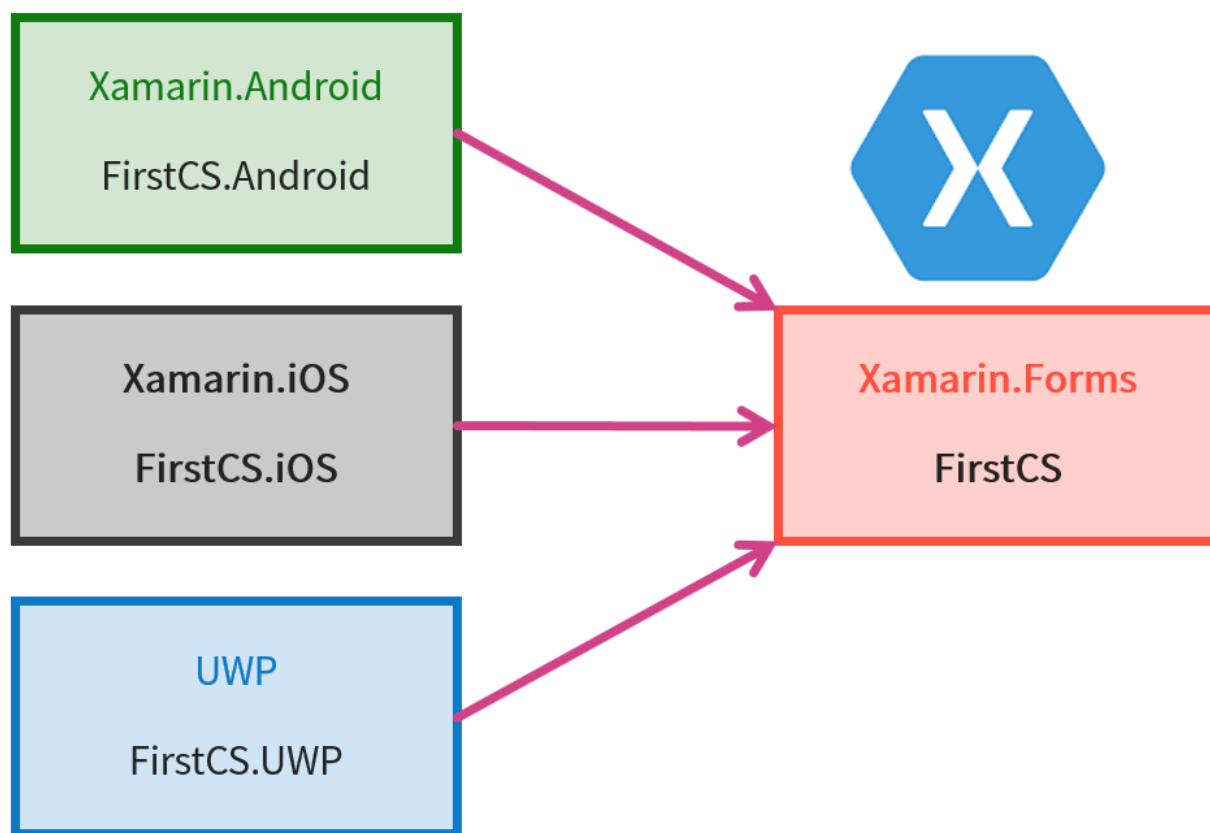 Xamarin.Android
FirstCS.Android
Xamarin.iOS
FirstCS.iOS
Xamarin.Forms
FirstCS
UWP
FirstCS.UWP